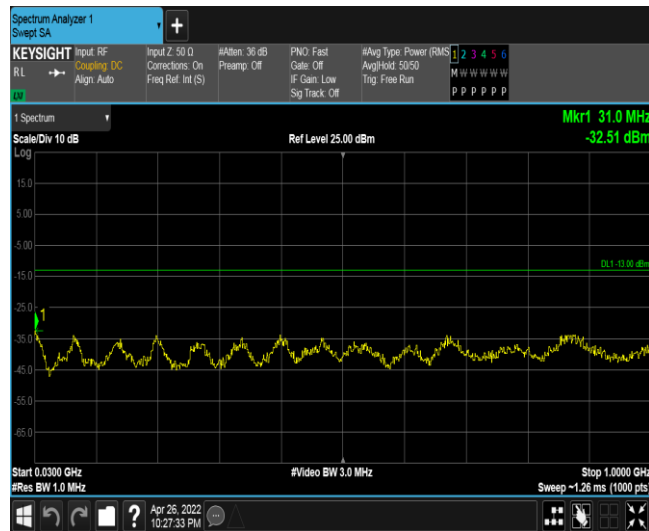 Spectrum Analyzer 1
Swept SA
KEYSIGHT
RL
LXI
Input: RF
Coupling: DC
Align: Auto
Input Z: 50 Ω
Corrections: On
Freq Ref: Int (S)
#Atten: 36 dB
Preamp: Off
PNO: Fast
Gate: Off
IF Gain: Low
Sig Track: Off
#Avg Type: Power (RMS
Avg|Hold: 50/50
Trig: Free Run
1 2 3 4 5 6
M W W W W W
P P P P P P
1 Spectrum
Scale/Div 10 dB
Log
Ref Level 25.00 dBm
Mkr1 31.0 MHz
-32.51 dBm
15.0
5.00
-5.00
DL1 -13.00 dBm
-15.0
-25.0
1
-35.0
-45.0
-55.0
-65.0
Start 0.0300 GHz
#Res BW 1.0 MHz
#Video BW 3.0 MHz
Stop 1.0000 GHz
Sweep ~1.26 ms (1000 pts)
Apr 26, 2022
10:27:33 PM